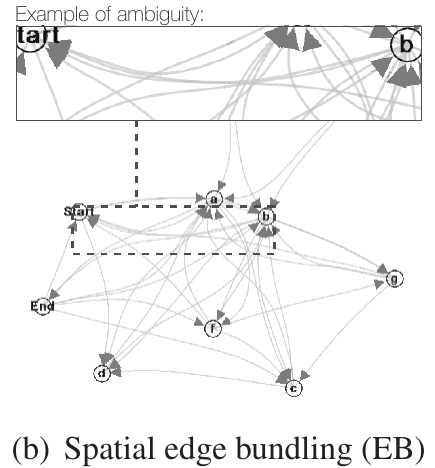 Example of ambiguity:
tart
b
a
Start
b
g
End
f
d
c
(b) Spatial edge bundling (EB)